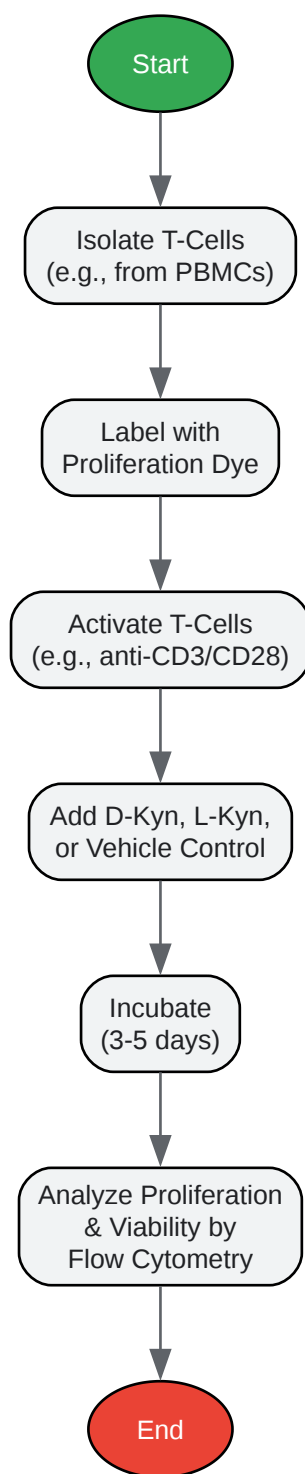 Start
Isolate T-Cells
(e.g., from PBMCs)
Label with
Proliferation Dye
Activate T-Cells
(e.g., anti-CD3/CD28)
Add D-Kyn, L-Kyn,
or Vehicle Control
Incubate
(3-5 days)
Analyze Proliferation
& Viability by
Flow Cytometry
End